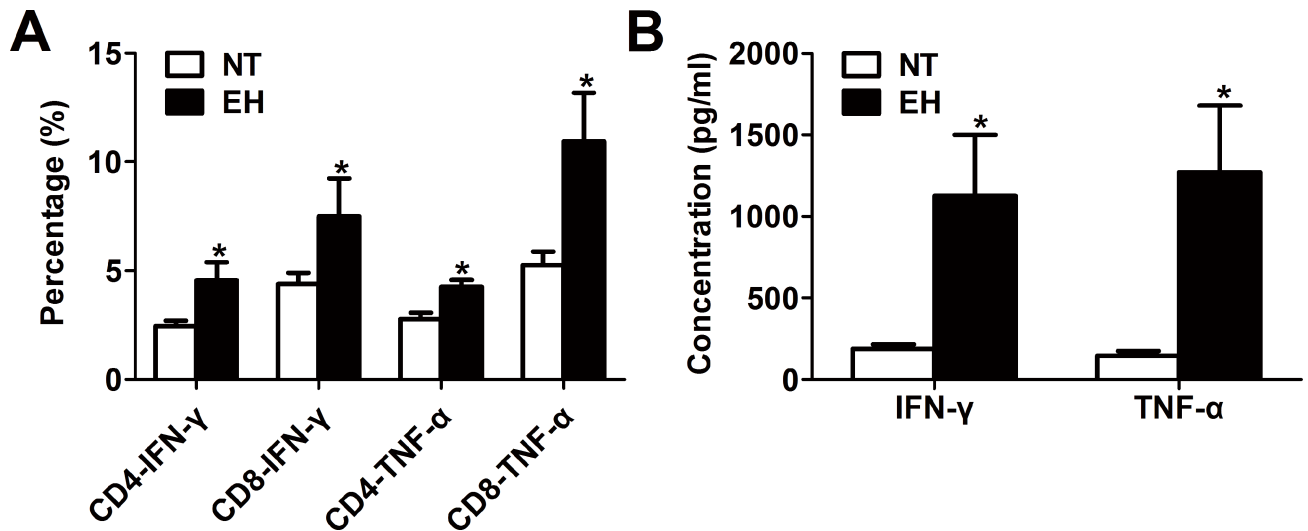 A
Percentage (%)
15
10
5
0
NT
EH
*
*
*
*
CD4-IFN-γ
CD8-IFN-γ
CD4-TNF-α
CD8-TNF-α
B
Concentration (pg/ml)
2000
1500
1000
500
0
NT
EH
*
*
IFN-γ
TNF-α